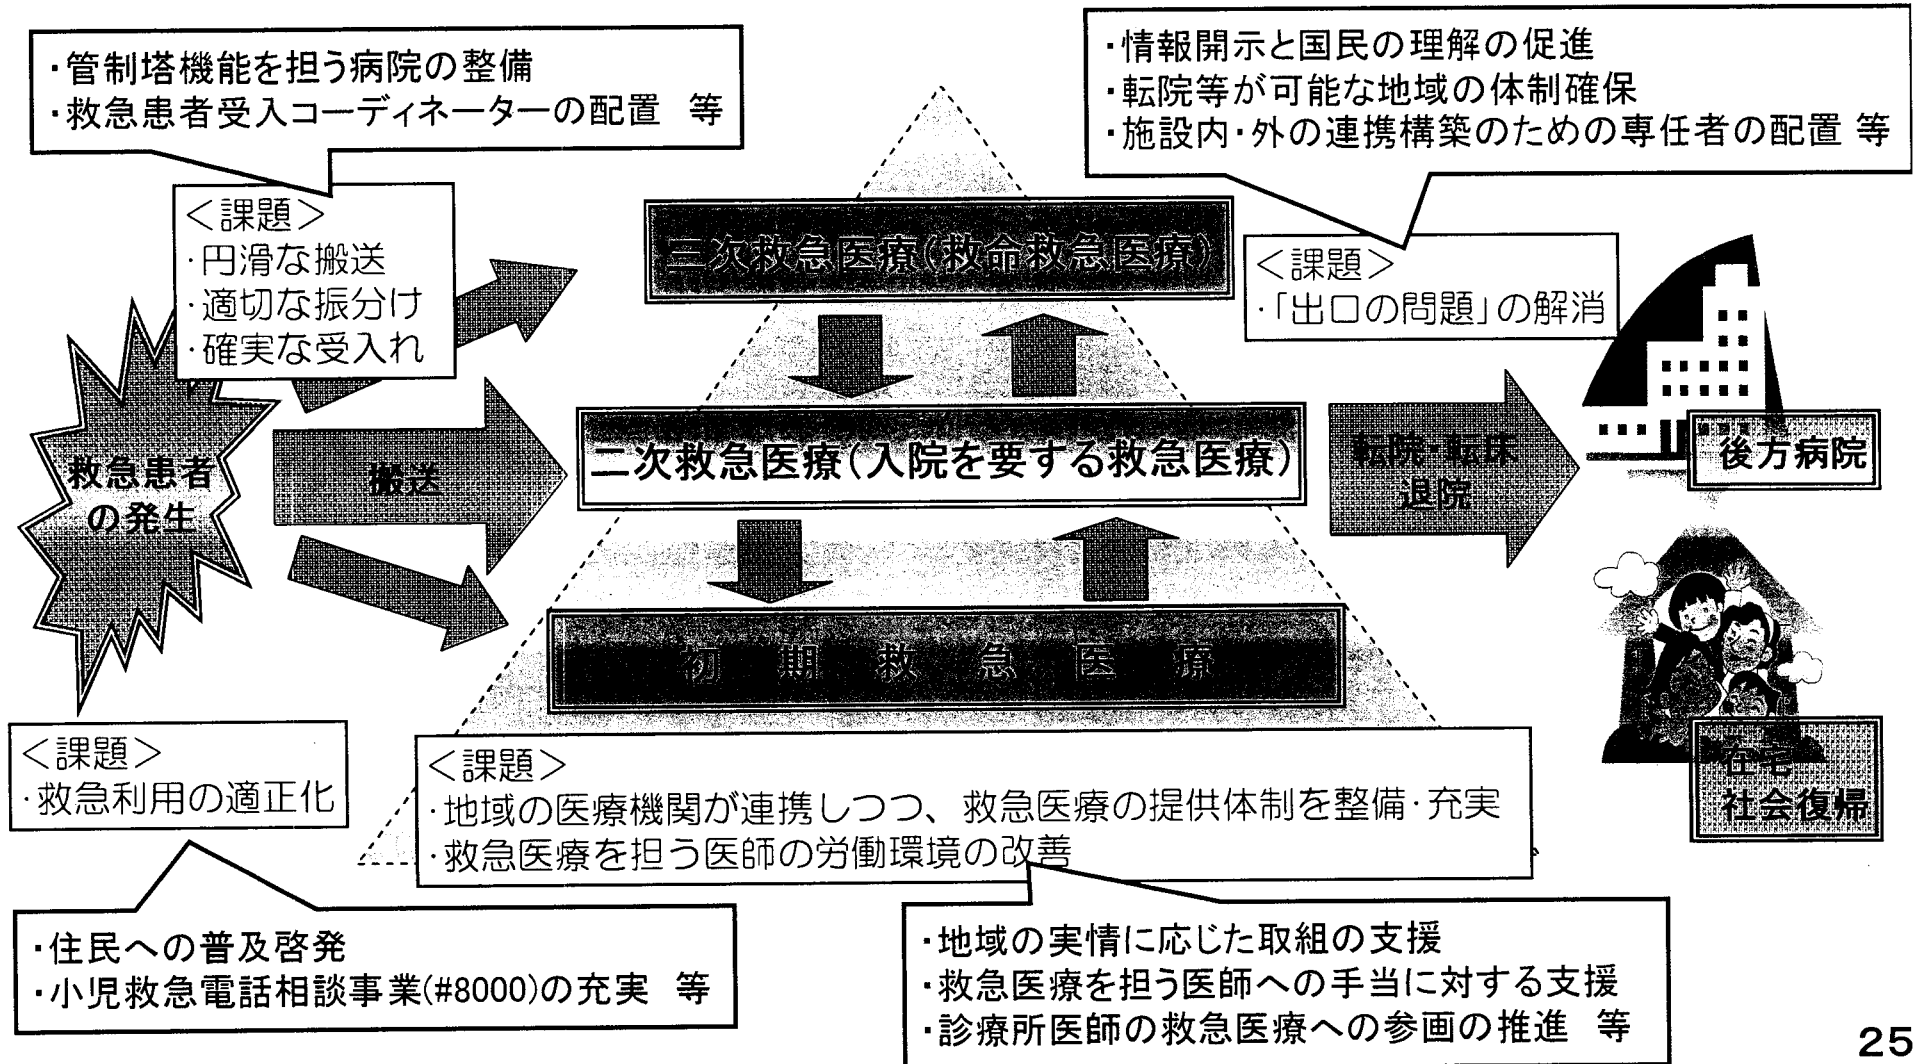 ・管制塔機能を担う病院の整備
・救急患者受入コーディネーターの配置 等
・情報開示と国民の理解の促進
・転院等が可能な地域の体制確保
・施設内・外の連携構築のための専任者の配置 等
＜課題＞
・円滑な搬送
・適切な振分け
・確実な受入れ
三次救急医療(救命救急医療)
＜課題＞
・「出口の問題」の解消
救急患者
の発生
搬送
二次救急医療(入院を要する救急医療)
転院・転床
退院
後方病院
初期救急医療
在宅
社会復帰
＜課題＞
・救急利用の適正化
＜課題＞
・地域の医療機関が連携しつつ、救急医療の提供体制を整備・充実
・救急医療を担う医師の労働環境の改善
・住民への普及啓発
・小児救急電話相談事業(#8000)の充実 等
・地域の実情に応じた取組の支援
・救急医療を担う医師への手当に対する支援
・診療所医師の救急医療への参画の推進 等
25